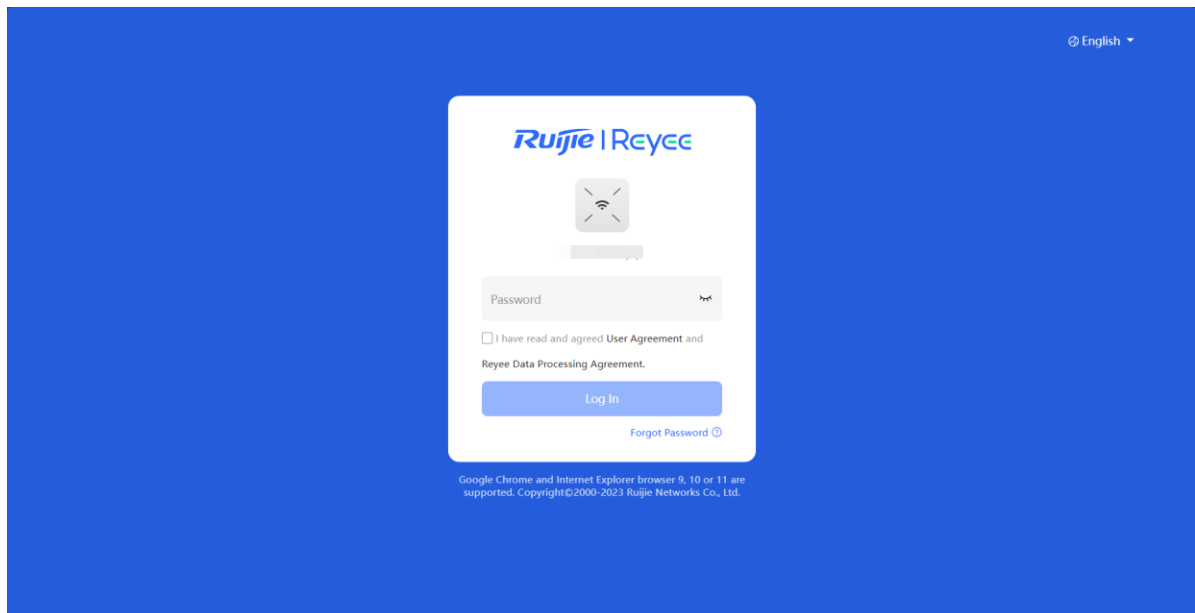 English
Ruijie | Reyee
Password
I have read and agreed User Agreement and
Reyee Data Processing Agreement.
Log In
Forgot Password
Google Chrome and Internet Explorer browser 9, 10 or 11 are
supported. Copyright©2000-2023 Ruijie Networks Co., Ltd.